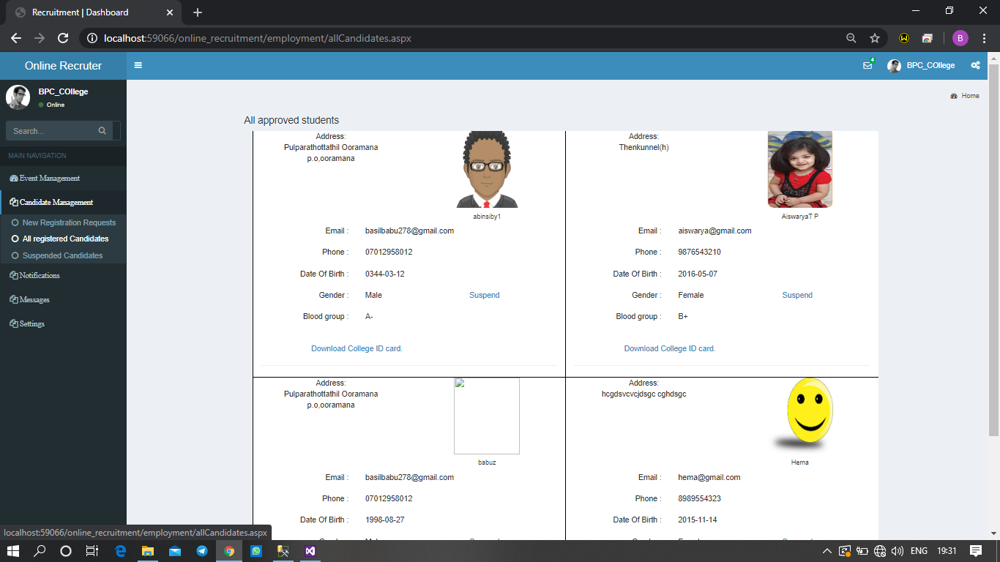 Recruitment | Dashboard
localhost:59066/online_recruitment/employment/allCandidates.aspx
B
Online Recruter
4
BPC_COllege
BPC_COllege
Online
Home
Search...
MAIN NAVIGATION
Event Management
Candidate Management
New Registration Requests
All registered Candidates
Suspended Candidates
Notifications
Messages
Settings
All approved students
Address:
Pulparathottathil Ooramana
p.o,ooramana
abinsiby1
Email : basilbabu278@gmail.com
Phone : 07012958012
Date Of Birth : 0344-03-12
Gender : Male Suspend
Blood group : A-
Download College ID card.
Address:
Thenkunnel(h)
AiswaryaT P
Email : aiswarya@gmail.com
Phone : 9876543210
Date Of Birth : 2016-05-07
Gender : Female Suspend
Blood group : B+
Download College ID card.
Address:
Pulparathottathil Ooramana
p.o,ooramana
babuz
Email : basilbabu278@gmail.com
Phone : 07012958012
Date Of Birth : 1998-08-27
Address:
hcgdsvcvcjdsgc cghdsgc
Hema
Email : hema@gmail.com
Phone : 8989554323
Date Of Birth : 2015-11-14
localhost:59066/online_recruitment/employment/allCandidates.aspx
ENG 19:31